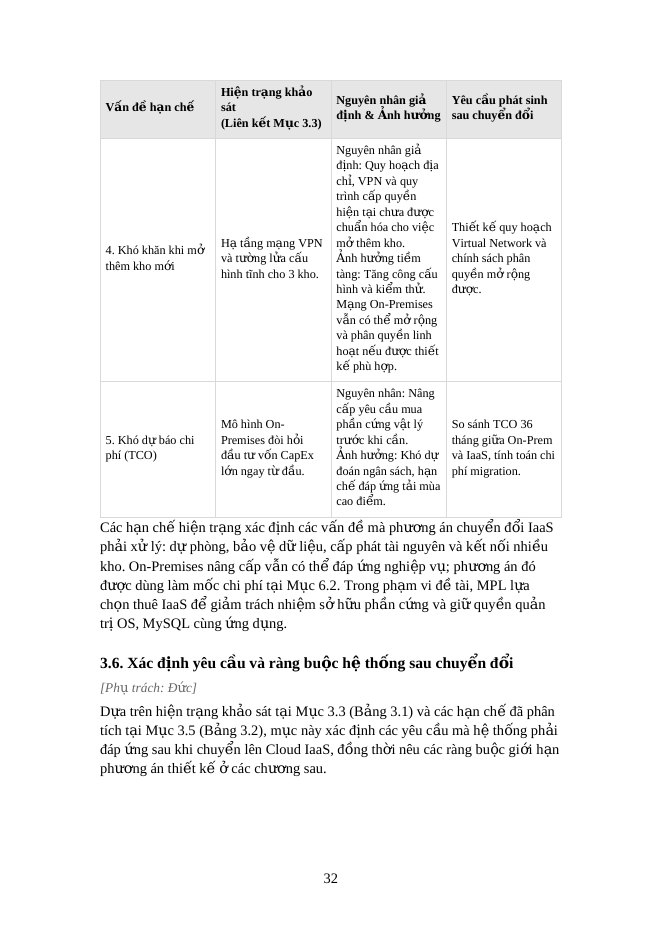 Vấn đề hạn chế
Hiện trạng khảo
sát
(Liên kết Mục 3.3)
Nguyên nhân giả
định & Ảnh hưởng
Yêu cầu phát sinh
sau chuyển đổi
4. Khó khăn khi mở
thêm kho mới
Hạ tầng mạng VPN
và tường lửa cấu
hình tĩnh cho 3 kho.
Nguyên nhân giả
định: Quy hoạch địa
chỉ, VPN và quy
trình cấp quyền
hiện tại chưa được
chuẩn hóa cho việc
mở thêm kho.
Ảnh hưởng tiềm
tàng: Tăng công cấu
hình và kiểm thử.
Mạng On-Premises
vẫn có thể mở rộng
và phân quyền linh
hoạt nếu được thiết
kế phù hợp.
Thiết kế quy hoạch
Virtual Network và
chính sách phân
quyền mở rộng
được.
5. Khó dự báo chi
phí (TCO)
Mô hình On-
Premises đòi hỏi
đầu tư vốn CapEx
lớn ngay từ đầu.
Nguyên nhân: Nâng
cấp yêu cầu mua
phần cứng vật lý
trước khi cần.
Ảnh hưởng: Khó dự
đoán ngân sách, hạn
chế đáp ứng tải mùa
cao điểm.
So sánh TCO 36
tháng giữa On-Prem
và IaaS, tính toán chi
phí migration.
Các hạn chế hiện trạng xác định các vấn đề mà phương án chuyển đổi IaaS
phải xử lý: dự phòng, bảo vệ dữ liệu, cấp phát tài nguyên và kết nối nhiều
kho. On-Premises nâng cấp vẫn có thể đáp ứng nghiệp vụ; phương án đó
được dùng làm mốc chi phí tại Mục 6.2. Trong phạm vi đề tài, MPL lựa
chọn thuê IaaS để giảm trách nhiệm sở hữu phần cứng và giữ quyền quản
trị OS, MySQL cùng ứng dụng.
3.6. Xác định yêu cầu và ràng buộc hệ thống sau chuyển đổi
[Phụ trách: Đức]
Dựa trên hiện trạng khảo sát tại Mục 3.3 (Bảng 3.1) và các hạn chế đã phân
tích tại Mục 3.5 (Bảng 3.2), mục này xác định các yêu cầu mà hệ thống phải
đáp ứng sau khi chuyển lên Cloud IaaS, đồng thời nêu các ràng buộc giới hạn
phương án thiết kế ở các chương sau.
32